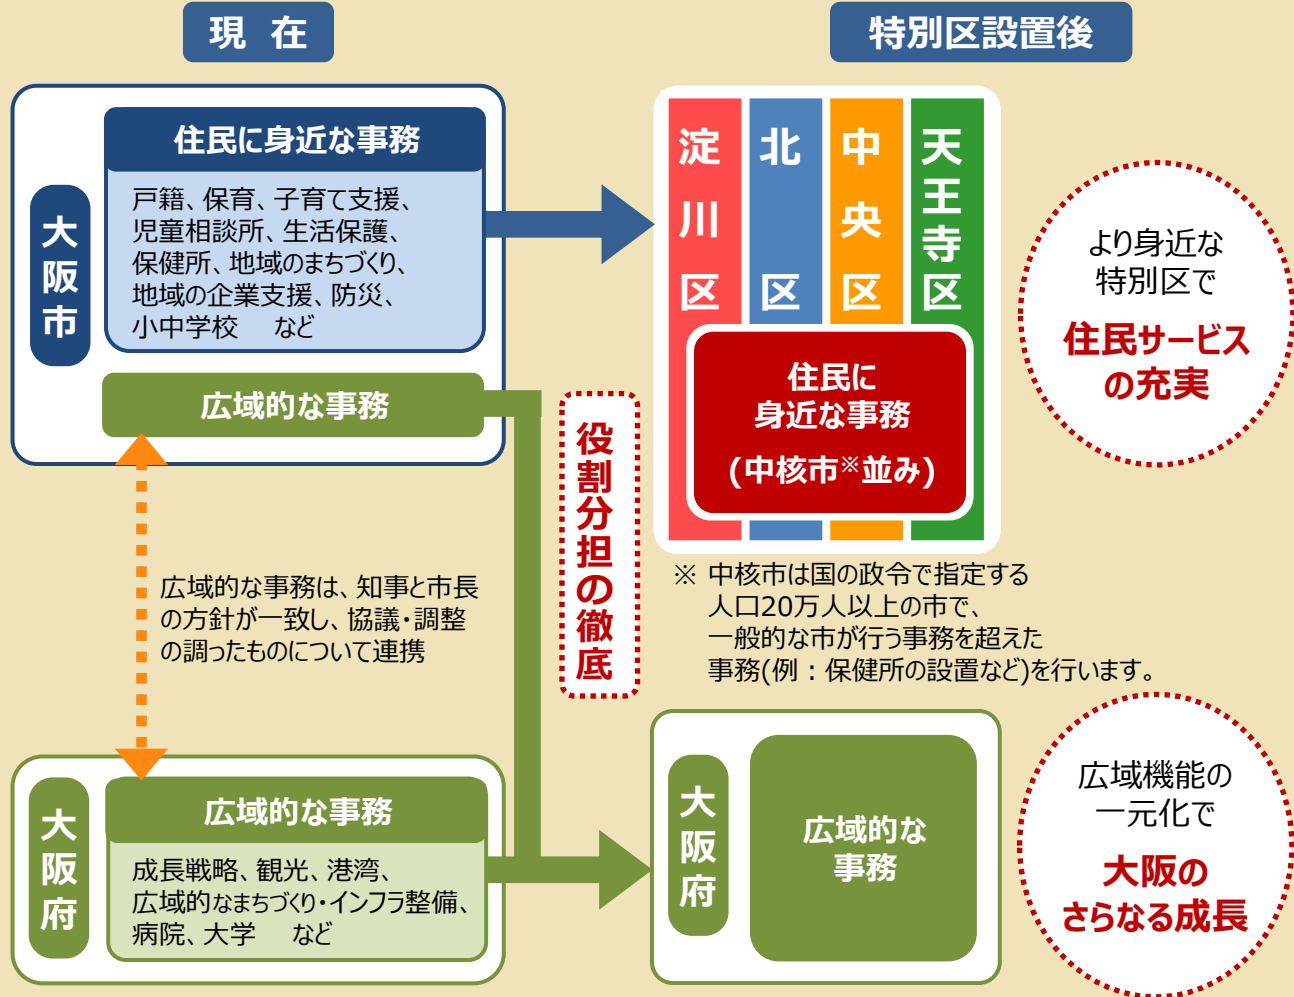 現 在
大阪市
住民に身近な事務
戸籍、保育、子育て支援、
児童相談所、生活保護、
保健所、地域のまちづくり、
地域の企業支援、防災、
小中学校 など
広域的な事務
広域的な事務は、知事と市長
の方針が一致し、協議・調整
の調ったものについて連携
大阪府
広域的な事務
成長戦略、観光、港湾、
広域的なまちづくり・インフラ整備、
病院、大学 など
役割分担の徹底
特別区設置後
淀川区
北区
中央区
天王寺区
住民に
身近な事務
(中核市※並み)
※ 中核市は国の政令で指定する
人口20万人以上の市で、
一般的な市が行う事務を超えた
事務(例：保健所の設置など)を行います。
より身近な
特別区で
住民サービス
の充実
大阪府
広域的な
事務
広域機能の
一元化で
大阪の
さらなる成長